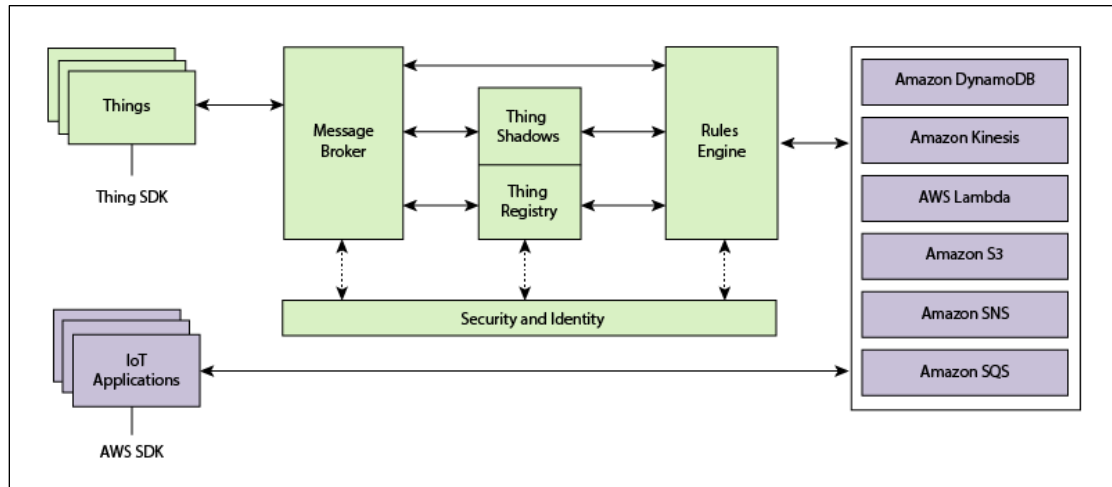 Things
Thing SDK
Message
Broker
Thing
Shadows
Thing
Registry
Rules
Engine
Security and Identity
IoT
Applications
AWS SDK
Amazon DynamoDB
Amazon Kinesis
AWS Lambda
Amazon S3
Amazon SNS
Amazon SQS